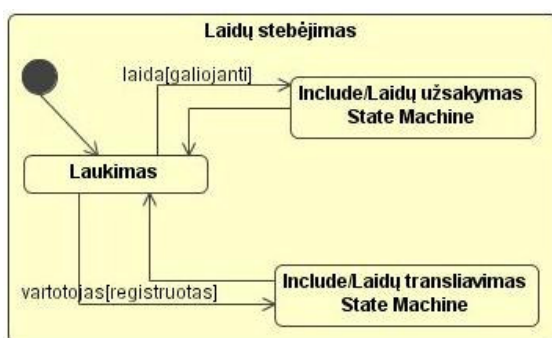 Laidų stebėjimas
laida[galiojanti]
Include/Laidų užsakymas
State Machine
Laukimas
Include/Laidų transliavimas
State Machine
vartotojas[registruotas]